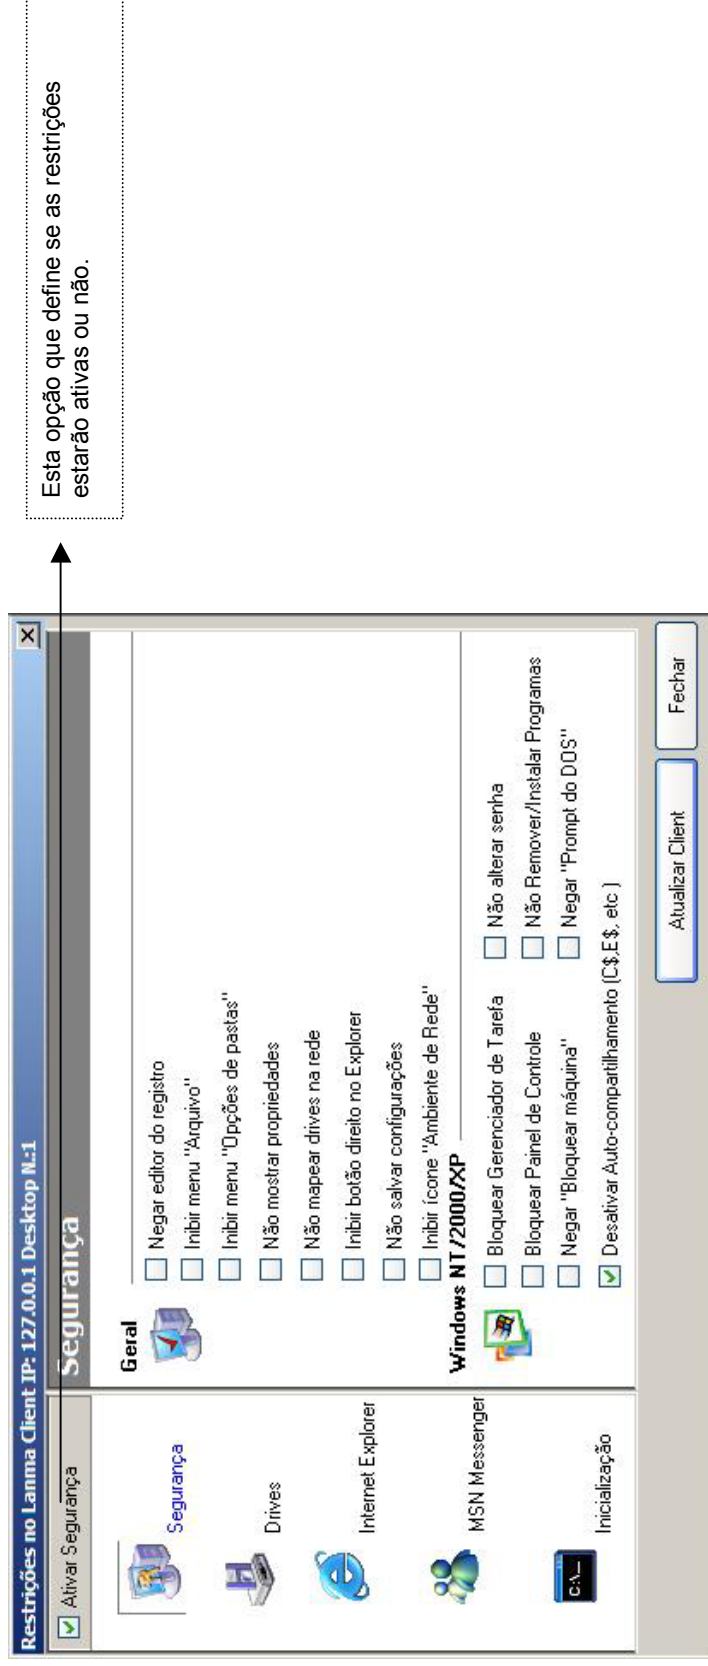 Restrições no Lanma Client IP: 127.0.0.1 Desktop N.:1
Ativar Segurança
Esta opção que define se as restrições
estarão ativas ou não.
Segurança
Drives
Internet Explorer
MSN Messenger
Inicialização
C:\_
Segurança
Geral
Negar editor do registro
Inibir menu "Arquivo"
Inibir menu "Opções de pastas"
Não mostrar propriedades
Não mapear drives na rede
Inibir botão direito no Explorer
Não salvar configurações
Inibir ícone "Ambiente de Rede"
Windows NT/2000/XP
Bloquear Gerenciador de Tarefa
Não alterar senha
Bloquear Painel de Controle
Não Remover/Instalar Programas
Negar "Bloquear máquina"
Negar "Prompt do DOS"
Desativar Auto-compartilhamento (C$,E$, etc )
Atualizar Client
Fechar